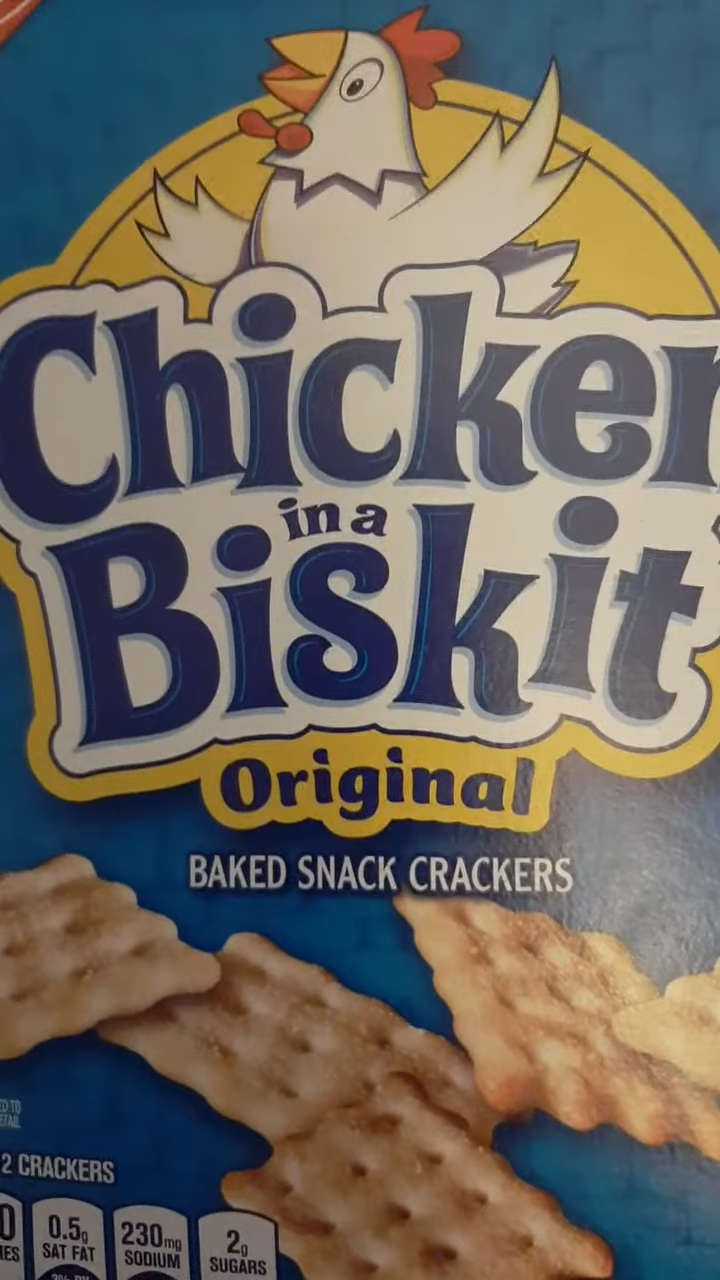 Chicken
in a
Biskit
Original
BAKED SNACK CRACKERS
2 CRACKERS
0.5g
SAT FAT
230mg
SODIUM
2g
SUGARS